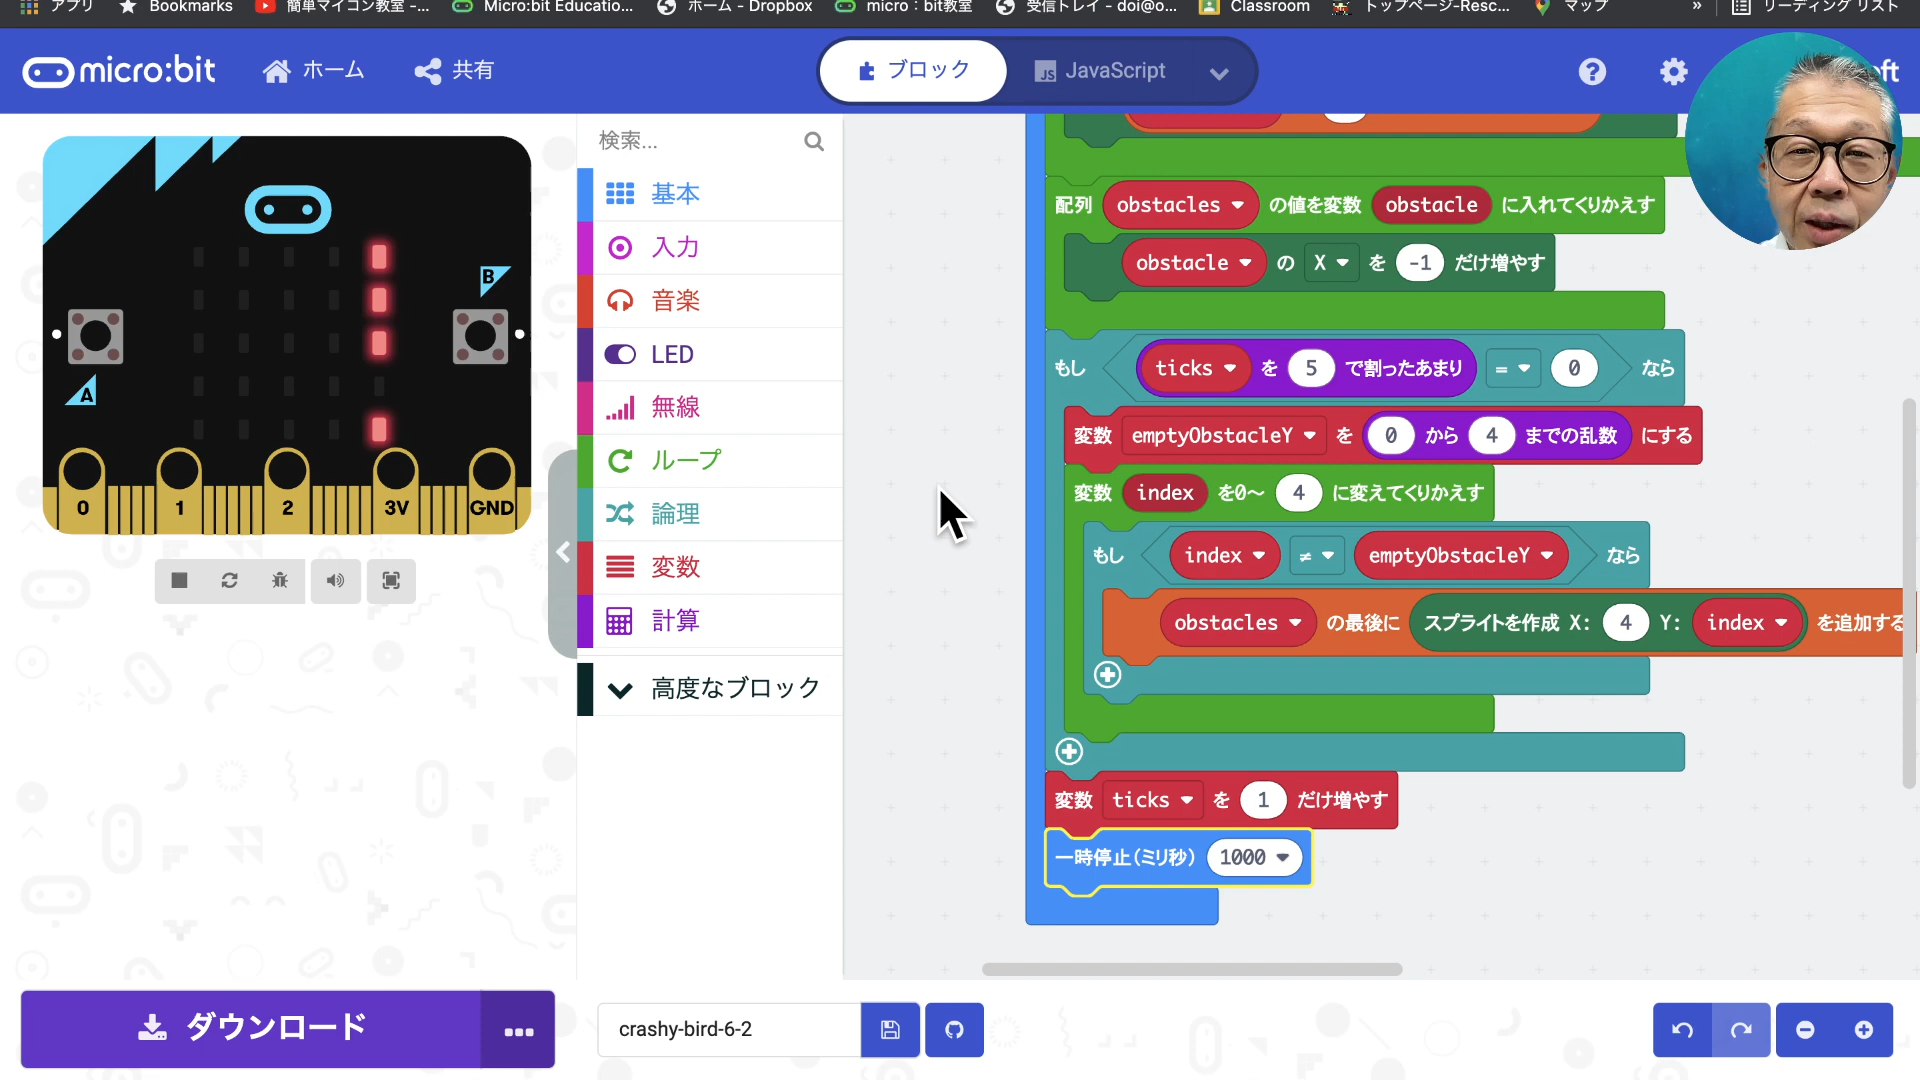 アプリ Bookmarks 簡単マイコン教室 -... Micro:bit Educatio... ホーム - Dropbox micro：bit教室 受信トレイ - doi@o... Classroom トップページ-Resc... マップ » リーディング リスト
micro:bit ホーム 共有 ブロック JS JavaScript ? ft
検索...
基本
入力
音楽
LED
無線
ループ
論理
変数
計算
高度なブロック
B
A
0 1 2 3V GND
配列 obstacles の値を変数 obstacle に入れてくりかえす
obstacle の X を -1 だけ増やす
もし ticks を 5 で割ったあまり = 0 なら
変数 emptyObstacleY を 0 から 4 までの乱数 にする
変数 index を0～ 4 に変えてくりかえす
もし index ≠ emptyObstacleY なら
obstacles の最後に スプライトを作成 X: 4 Y: index を追加する
変数 ticks を 1 だけ増やす
一時停止(ミリ秒) 1000
ダウンロード ... crashy-bird-6-2